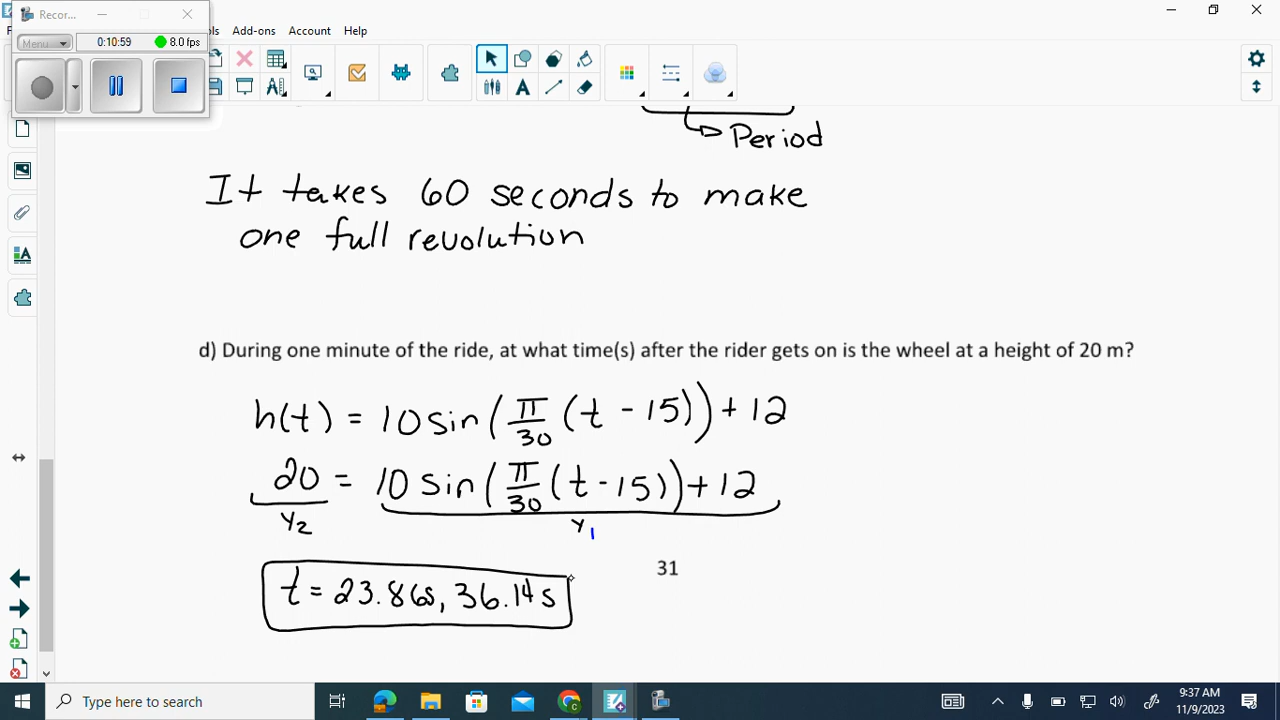 Recor...
Menu 0:10:59 8.0 fps
ols Add-ons Account Help
Period
It takes 60 seconds to make
one full revolution
d) During one minute of the ride, at what time(s) after the rider gets on is the wheel at a height of 20 m?
h(t) = 10 sin(π/30 (t - 15)) + 12
20 = 10 sin(π/30 (t - 15)) + 12
y2 y1
31
t = 23.86s, 36.14s
Type here to search
9:37 AM
11/9/2023